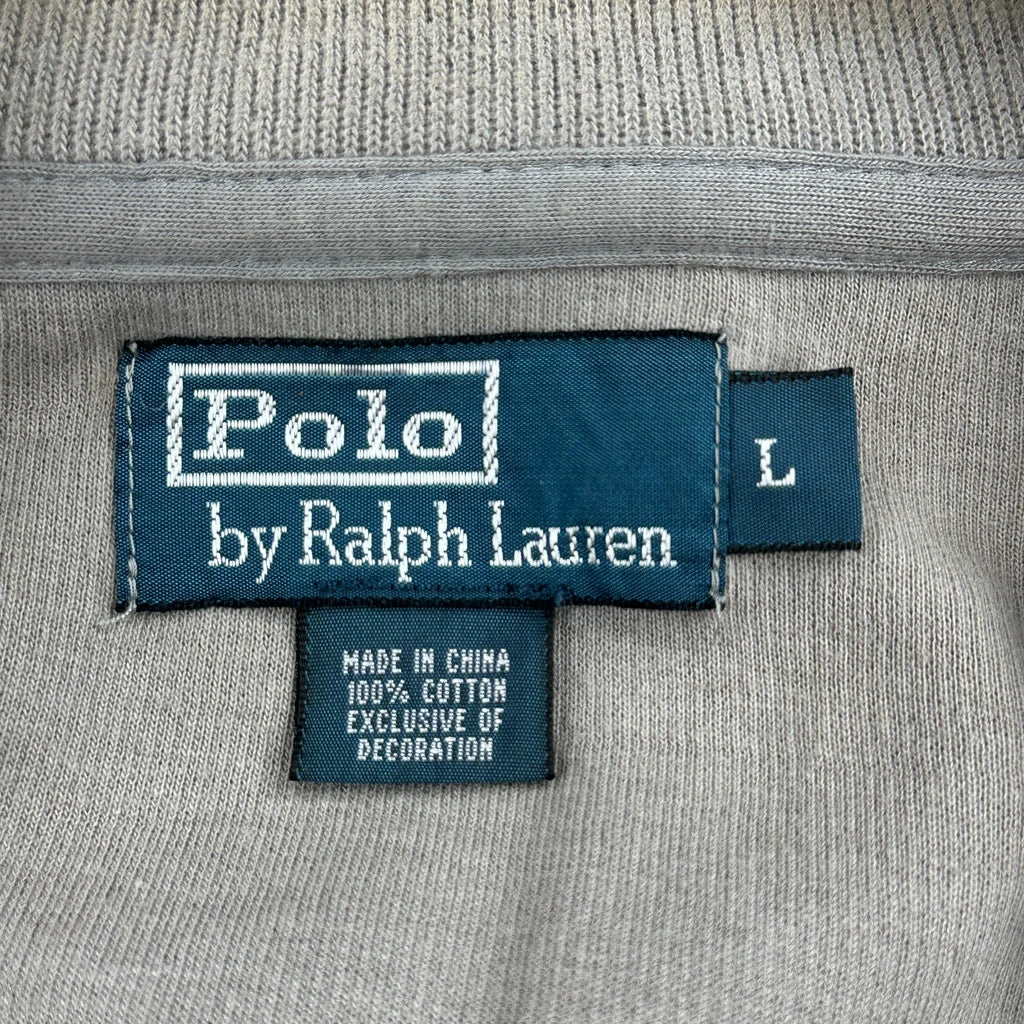 Polo
by Ralph Lauren
L
MADE IN CHINA
100% COTTON
EXCLUSIVE OF
DECORATION